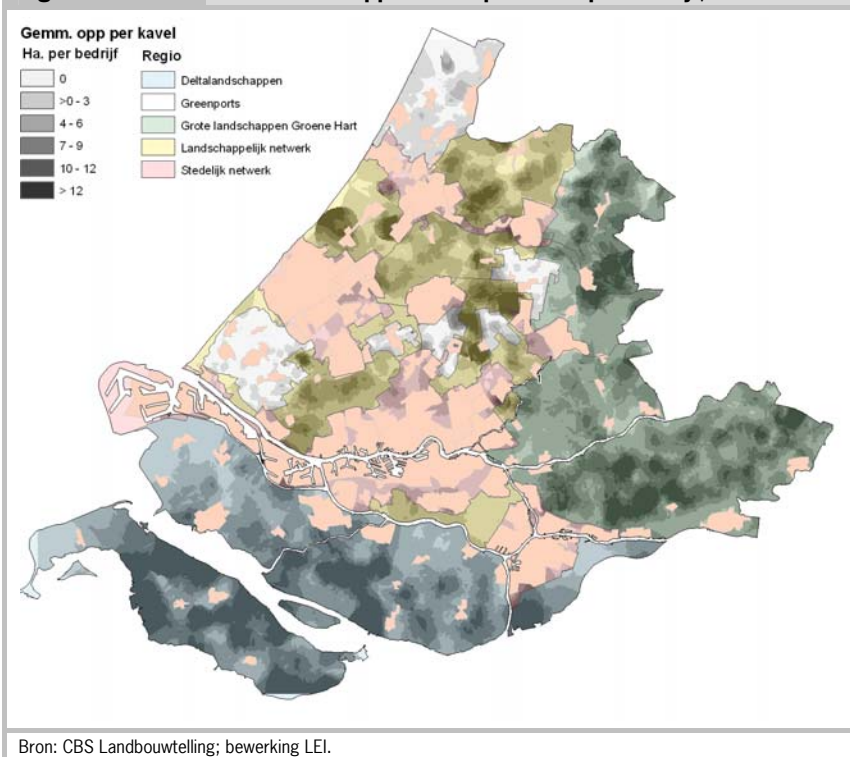 Gemm. opp per kavel
Ha. per bedrijf
0
>0 - 3
4 - 6
7 - 9
10 - 12
> 12
Regio
Deltalandschappen
Greenports
Grote landschappen Groene Hart
Landschappelijk netwerk
Stedelijk netwerk
1
Bron: CBS Landbouwtelling; bewerking LEI.